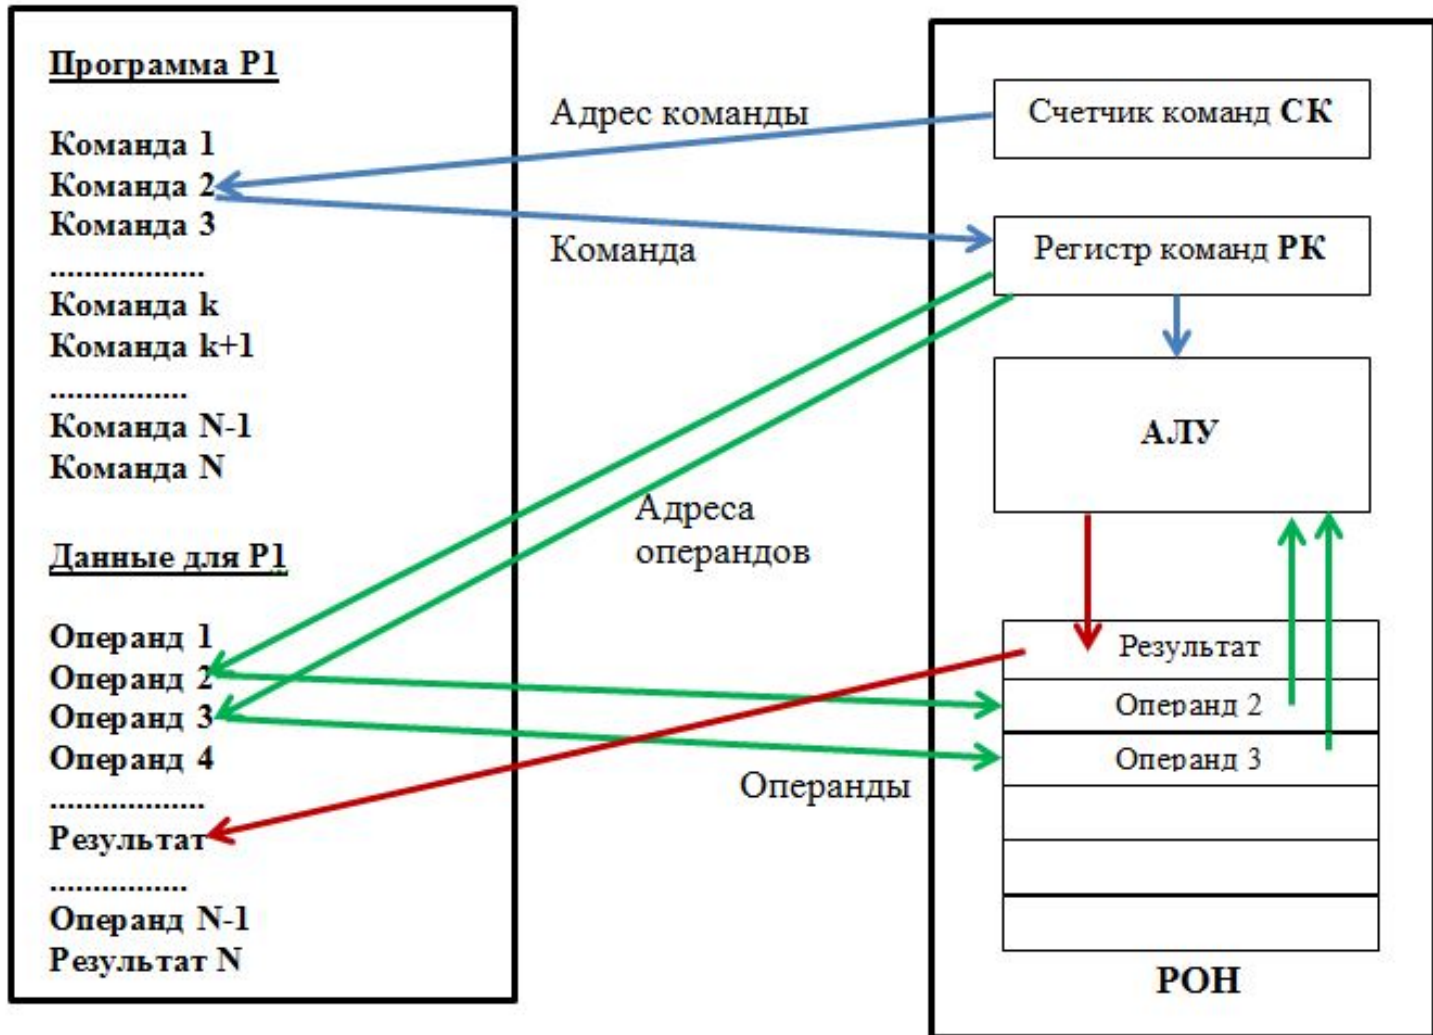 Программа P1
Команда 1
Команда 2
Команда 3
..................
Команда k
Команда k+1
................
Команда N-1
Команда N
Данные для P1
Операнд 1
Операнд 2
Операнд 3
Операнд 4
..................
Результат
................
Операнд N-1
Результат N
Адрес команды
Команда
Адреса
операндов
Операнды
Счетчик команд СК
Регистр команд РК
АЛУ
Результат
Операнд 2
Операнд 3
РОН